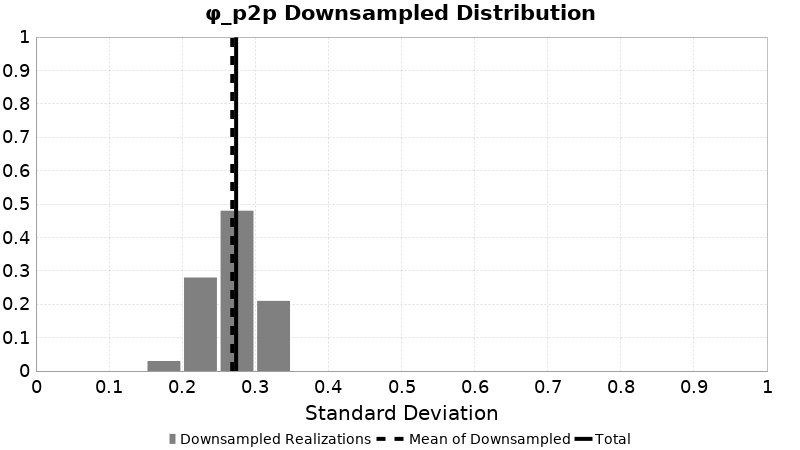 φ_p2p Downsampled Distribution
1
0.9
0.8
0.7
0.6
0.5
0.4
0.3
0.2
0.1
0
0 0.1 0.2 0.3 0.4 0.5 0.6 0.7 0.8 0.9 1
Standard Deviation
Downsampled Realizations Mean of Downsampled Total